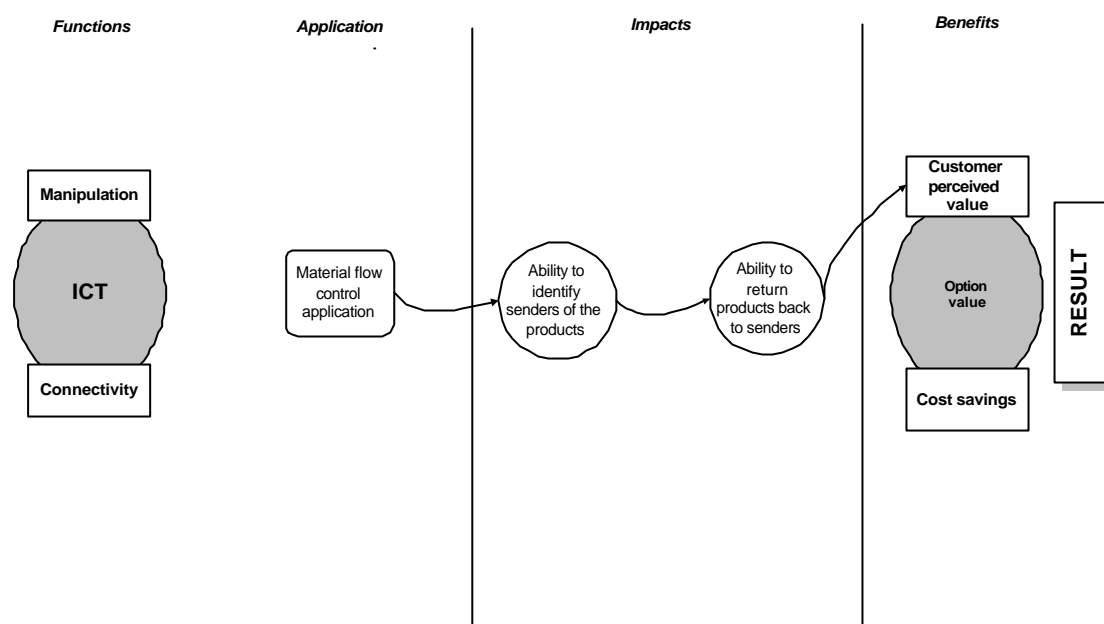 Functions
Application
Impacts
Benefits
Manipulation
ICT
Connectivity
Material flow
control
application
Ability to
identify
senders of the
products
Ability to
return
products back
to senders
Customer
perceived
value
Option
value
Cost savings
RESULT